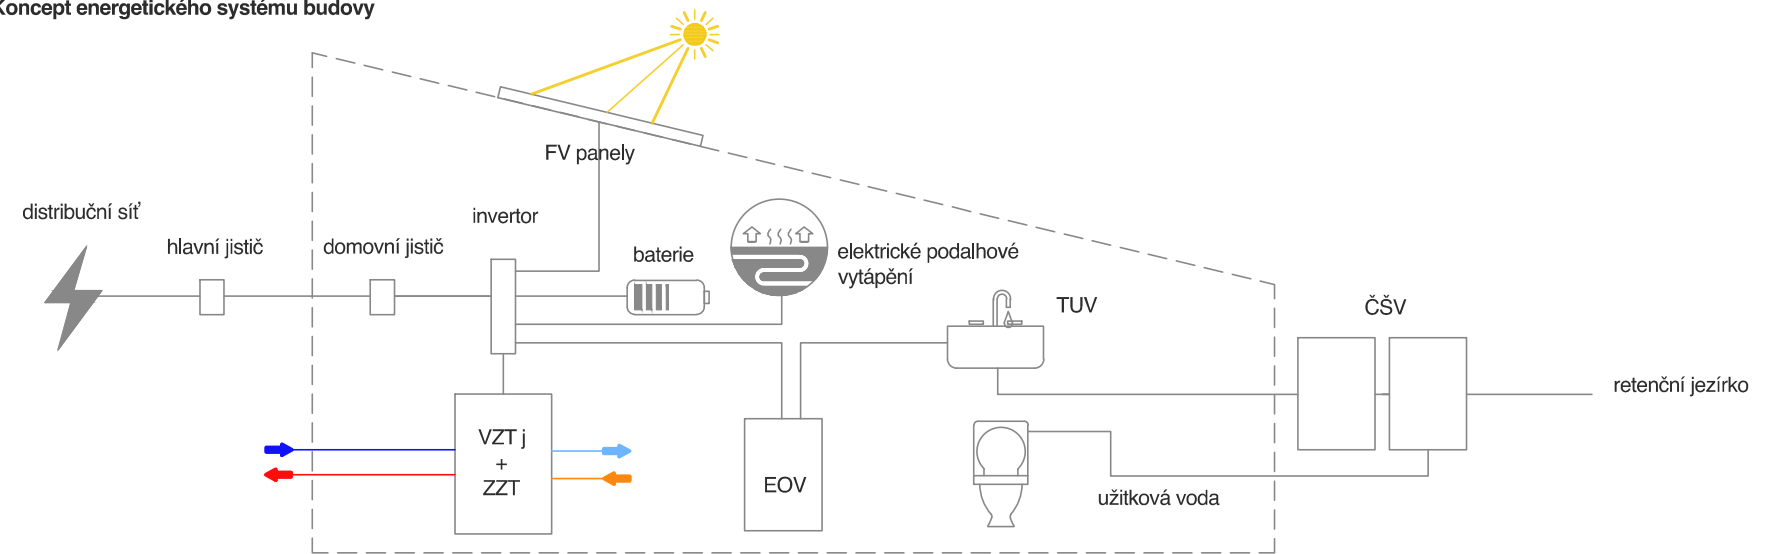 Koncept energetického systému budovy
FV panely
distribuční síť
invertor
hlavní jistič
domovní jistič
baterie
elektrické podalhové
vytápění
TUV
ČŠV
retenční jezírko
VZT j
+
ZZT
EOV
užitková voda